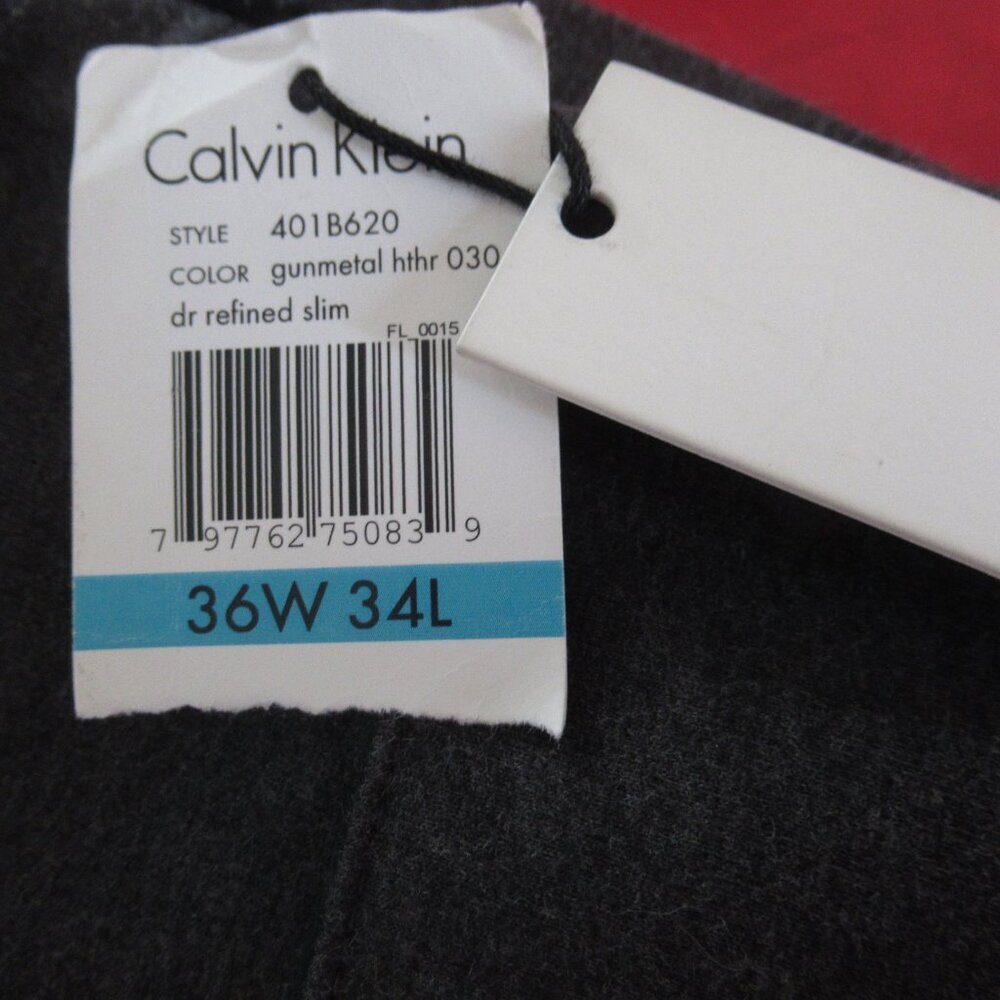 Calvin Klein
STYLE 401B620
COLOR gunmetal hthr 030
dr refined slim
FL_0015
7 97762 75083 9
36W 34L